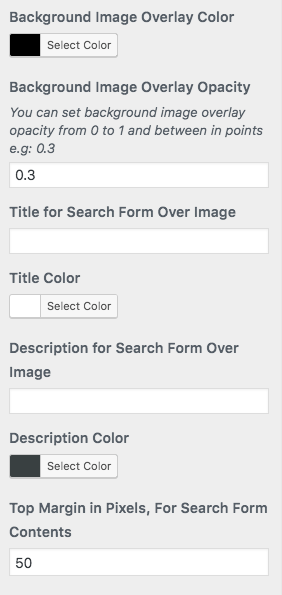 Background Image Overlay Color
Select Color
Background Image Overlay Opacity
You can set background image overlay
opacity from 0 to 1 and between in points
e.g: 0.3
0.3
Title for Search Form Over Image
Title Color
Select Color
Description for Search Form Over
Image
Description Color
Select Color
Top Margin in Pixels, For Search Form
Contents
50